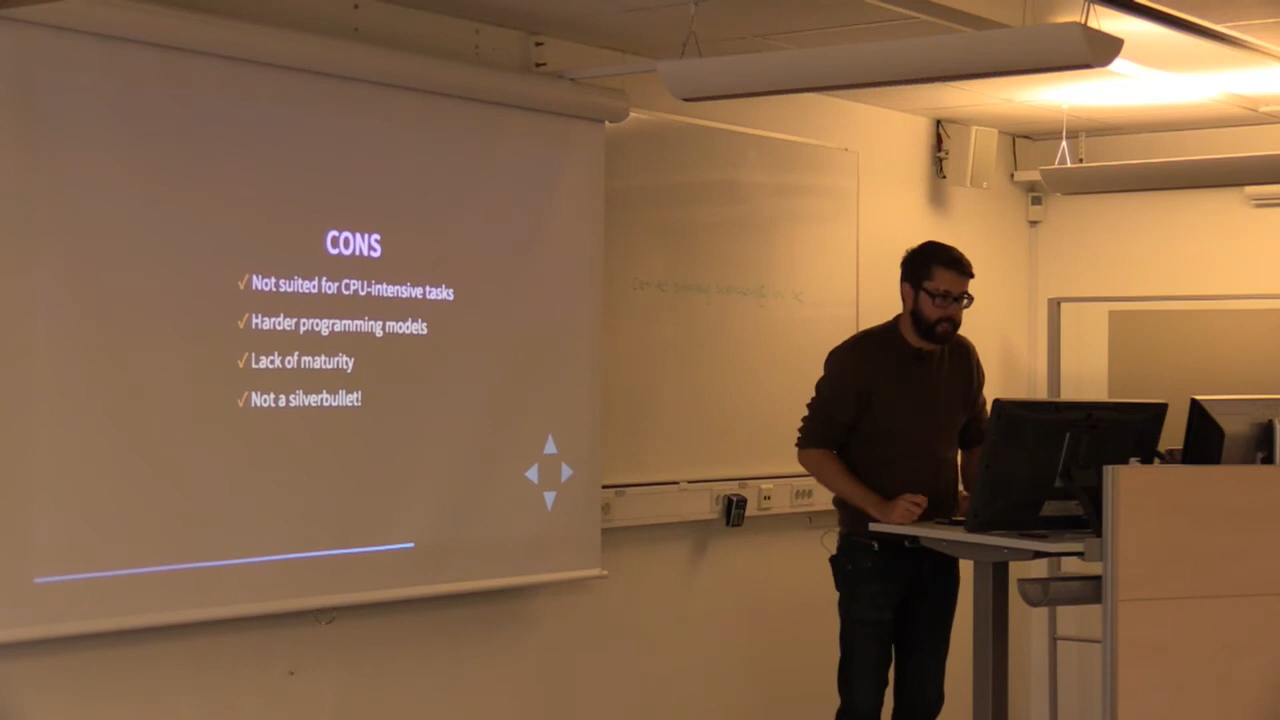 CONS
✓ Not suited for CPU-intensive tasks
✓ Harder programming models
✓ Lack of maturity
✓ Not a silverbullet!